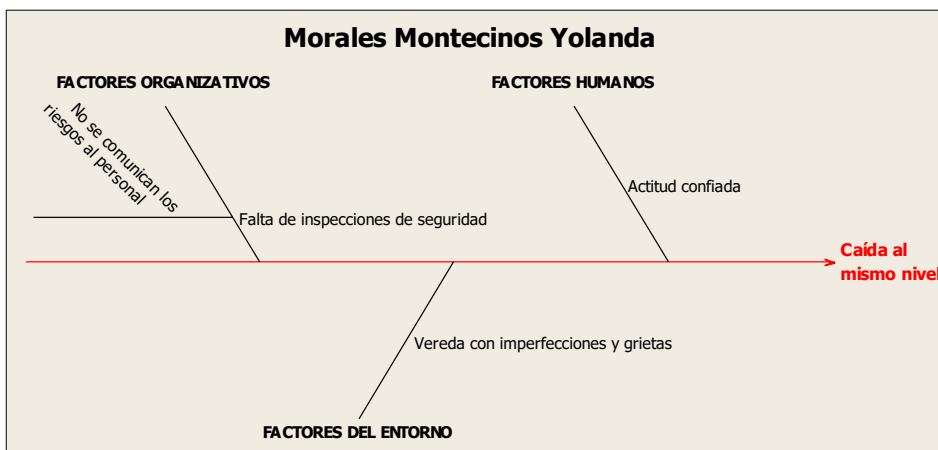 Morales Montecinos Yolanda
FACTORES ORGANIZATIVOS
FACTORES HUMANOS
No se comunican los
riesgos al personal
Actitud confiada
Falta de inspecciones de seguridad
Caída al
mismo nivel
Vereda con imperfecciones y grietas
FACTORES DEL ENTORNO